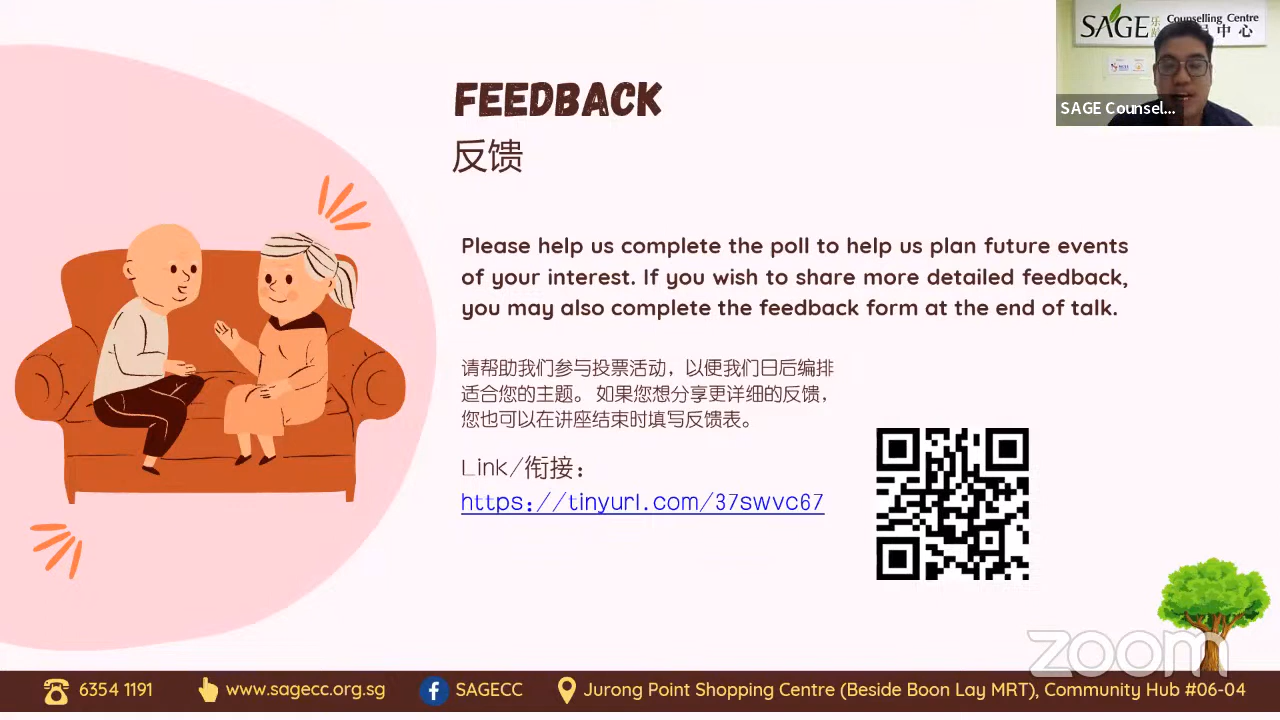 FEEDBACK
反馈
SAGE Counselling Centre
中心
SAGE Counsel...
Please help us complete the poll to help us plan future events
of your interest. If you wish to share more detailed feedback,
you may also complete the feedback form at the end of talk.
请帮助我们参与投票活动，以便我们日后编排
适合您的主题。 如果您想分享更详细的反馈，
您也可以在讲座结束时填写反馈表。
Link/衔接：
https://tinyurl.com/37swvc67
zoom
6354 1191
www.sagecc.org.sg
SAGECC
Jurong Point Shopping Centre (Beside Boon Lay MRT), Community Hub #06-04